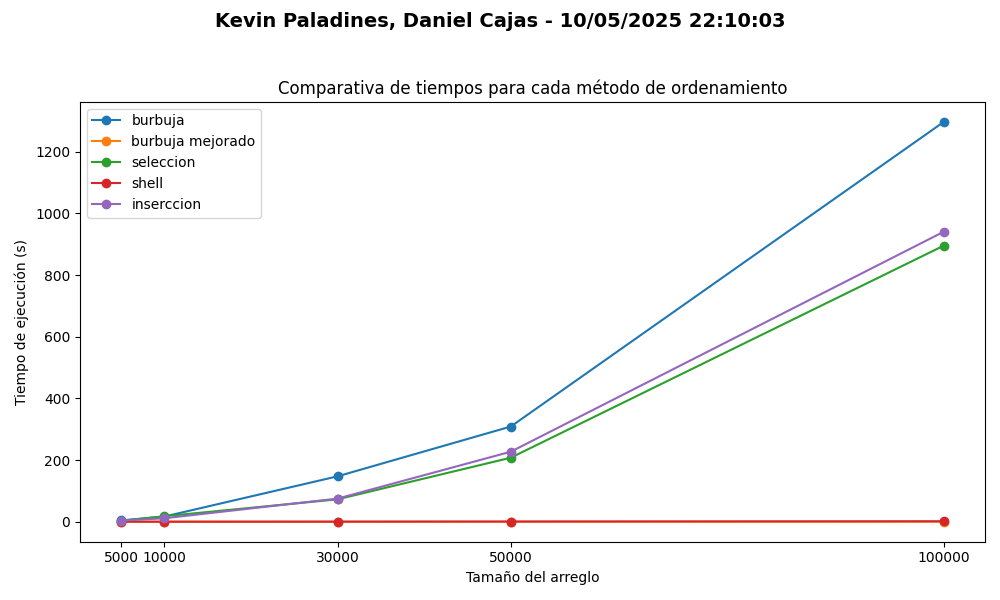 Kevin Paladines, Daniel Cajas - 10/05/2025 22:10:03
Comparativa de tiempos para cada método de ordenamiento
burbuja
burbuja mejorado
seleccion
shell
inserccion
Tiempo de ejecución (s)
1200
1000
800
600
400
200
0
5000 10000 30000 50000 100000
Tamaño del arreglo